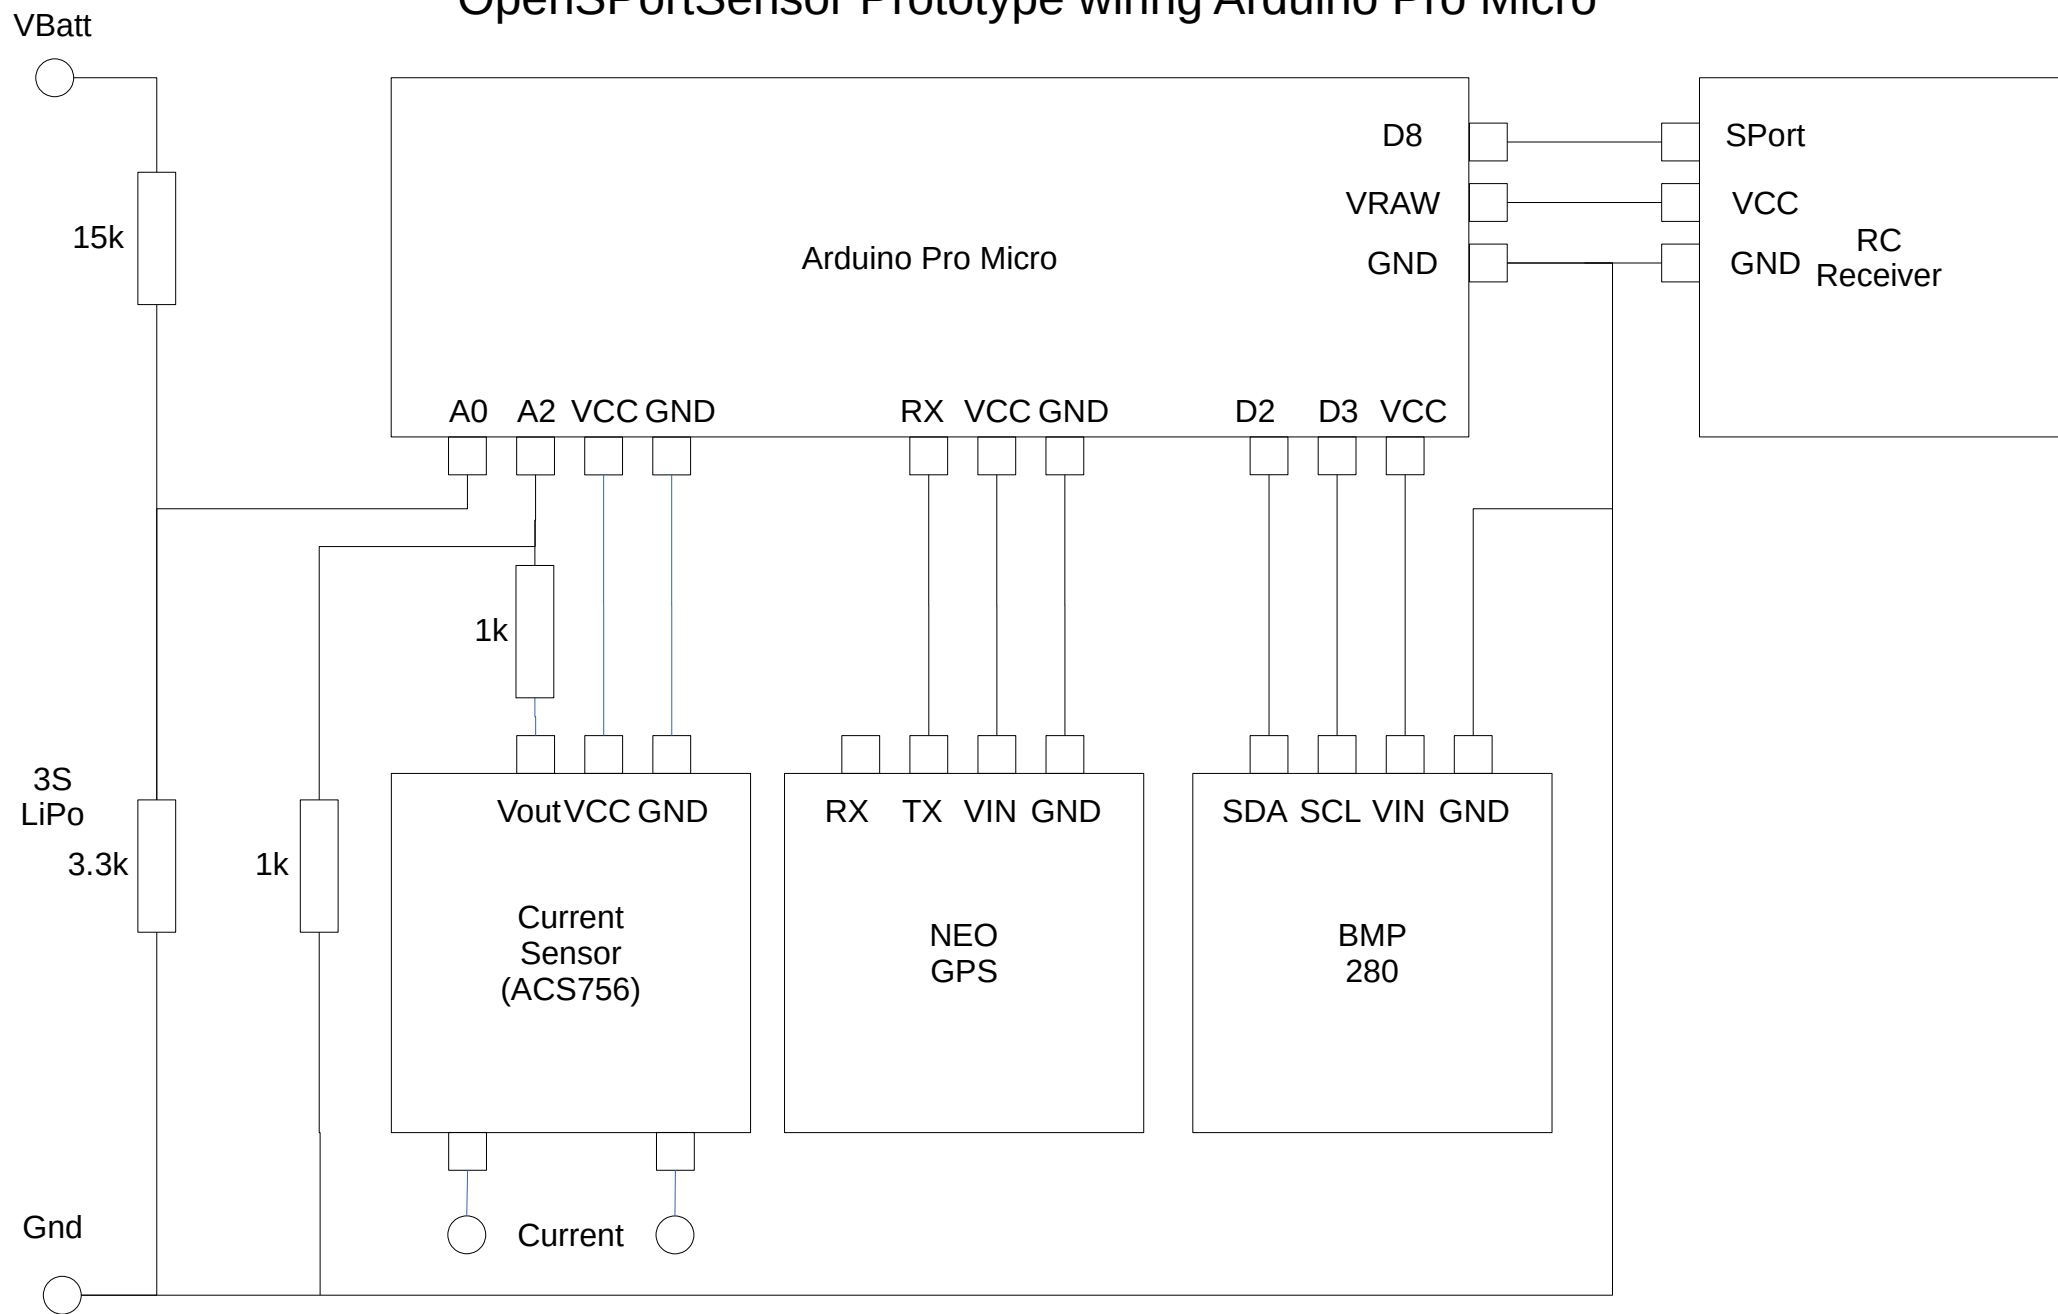 OpenSPortSensor Prototype wiring Arduino Pro Micro
VBatt
D8
SPort
VRAW
VCC
15k
Arduino Pro Micro
GND
GND
RC
Receiver
A0 A2 VCC GND
RX VCC GND
D2 D3 VCC
1k
3S
LiPo
3.3k
1k
Vout VCC GND
RX TX VIN GND
SDA SCL VIN GND
Current
Sensor
(ACS756)
NEO
GPS
BMP
280
Gnd
Current